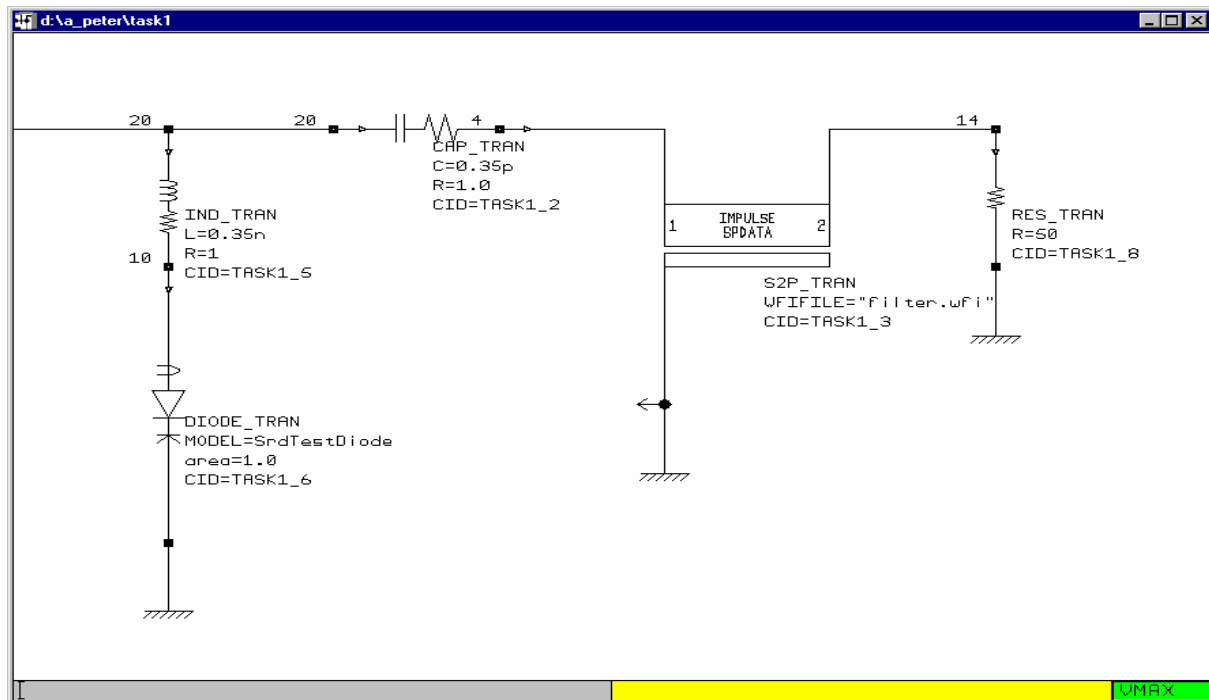 d:\a_peter\task1
20
20
4
14
CAP_TRAN
C=0.35p
R=1.0
CID=TASK1_2
IND_TRAN
L=0.35n
R=1
CID=TASK1_5
10
1
IMPULSE
SPDATA
2
RES_TRAN
R=50
CID=TASK1_8
S2P_TRAN
WFIFILE="filter.wfi"
CID=TASK1_3
DIODE_TRAN
MODEL=SrdTestDiode
area=1.0
CID=TASK1_6
VMAX